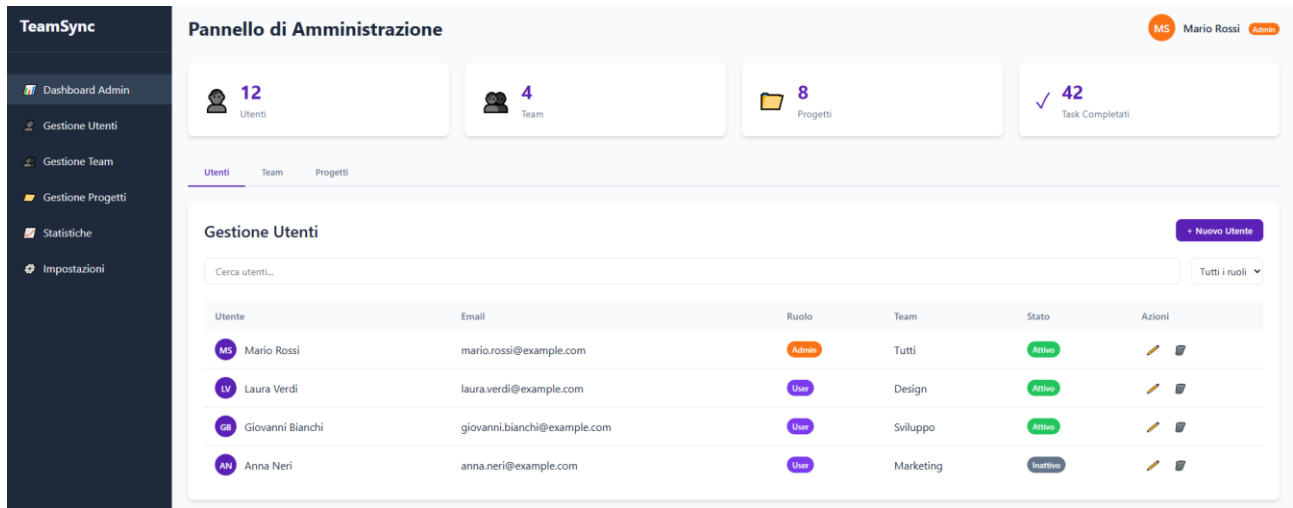 TeamSync
Pannello di Amministrazione
MS Mario Rossi Admin
Dashboard Admin
Gestione Utenti
Gestione Team
Gestione Progetti
Statistiche
Impostazioni
12
Utenti
4
Team
8
Progetti
42
Task Completati
Utenti Team Progetti
Gestione Utenti
+ Nuovo Utente
Cerca utenti...
Tutti i ruoli
Utente Email Ruolo Team Stato Azioni
MS Mario Rossi mario.rossi@example.com Admin Tutti Attivo
LV Laura Verdi laura.verdi@example.com User Design Attivo
GB Giovanni Bianchi giovanni.bianchi@example.com User Sviluppo Attivo
AN Anna Neri anna.neri@example.com User Marketing Inattivo